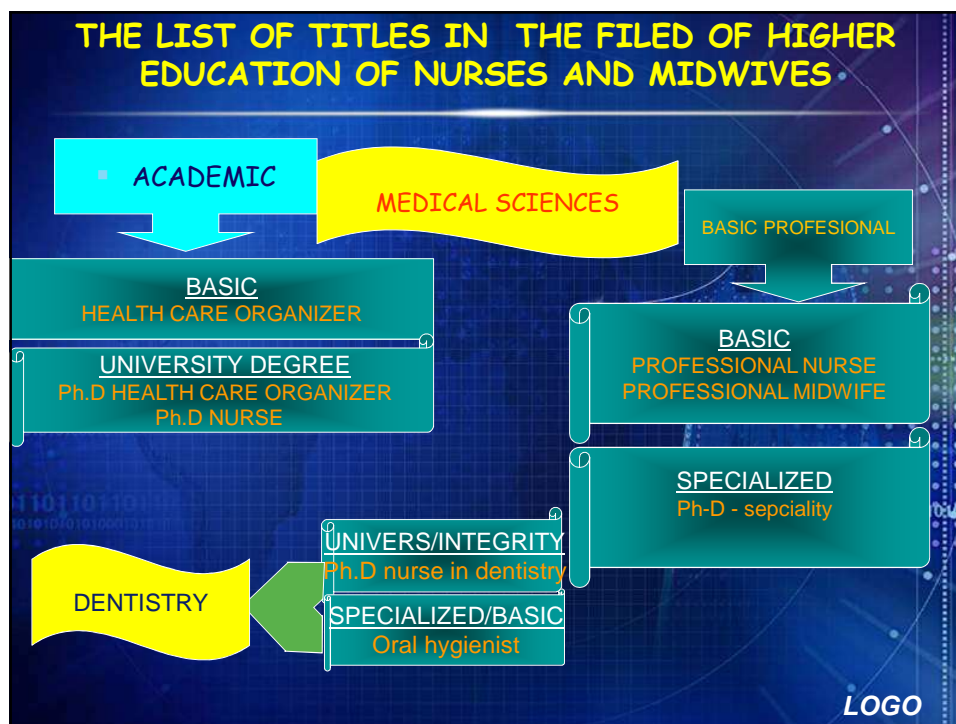 THE LIST OF TITLES IN THE FILED OF HIGHER
EDUCATION OF NURSES AND MIDWIVES
ACADEMIC
MEDICAL SCIENCES
BASIC PROFESIONAL
BASIC
HEALTH CARE ORGANIZER
UNIVERSITY DEGREE
Ph.D HEALTH CARE ORGANIZER
Ph.D NURSE
BASIC
PROFESSIONAL NURSE
PROFESSIONAL MIDWIFE
SPECIALIZED
Ph-D - sepciality
UNIVERS/INTEGRITY
Ph.D nurse in dentistry
SPECIALIZED/BASIC
Oral hygienist
DENTISTRY
LOGO